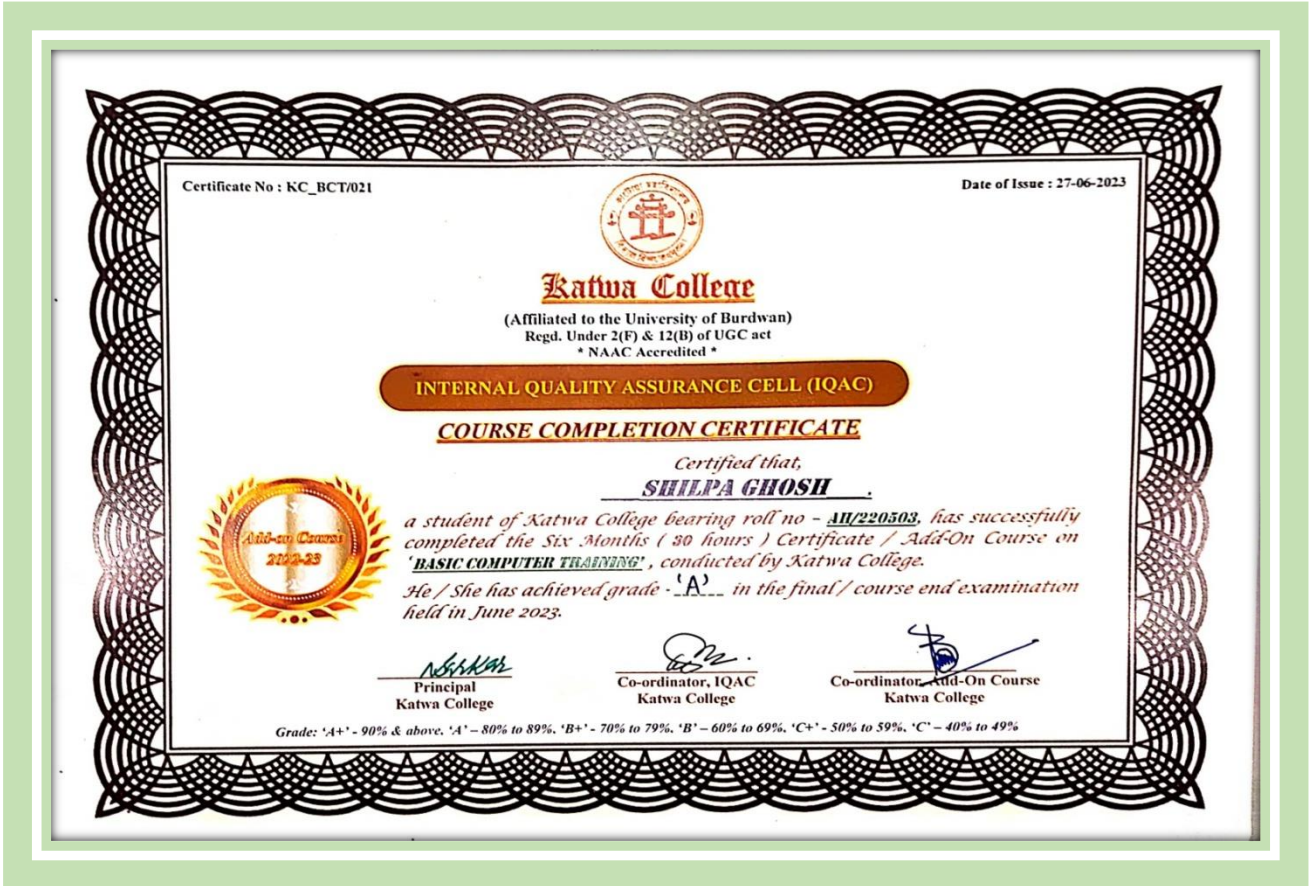 Certificate No : KC_BCT/021
Date of Issue : 27-06-2023
Katwa College
(Affiliated to the University of Burdwan)
Regd. Under 2(F) & 12(B) of UGC act
* NAAC Accredited *
INTERNAL QUALITY ASSURANCE CELL (IQAC)
COURSE COMPLETION CERTIFICATE
Certified that,
SHILPA GHOSH .
Add-on Course
2022-23
a student of Katwa College bearing roll no - AH/220503, has successfully
completed the Six Months ( 30 hours ) Certificate / Add-On Course on
'BASIC COMPUTER TRAINING' , conducted by Katwa College.
He / She has achieved grade -'A' in the final / course end examination
held in June 2023.
Principal
Katwa College
Co-ordinator, IQAC
Katwa College
Co-ordinator, Add-On Course
Katwa College
Grade: 'A+' - 90% & above, 'A' – 80% to 89%, 'B+' - 70% to 79%, 'B' – 60% to 69%, 'C+' - 50% to 59%, 'C' – 40% to 49%